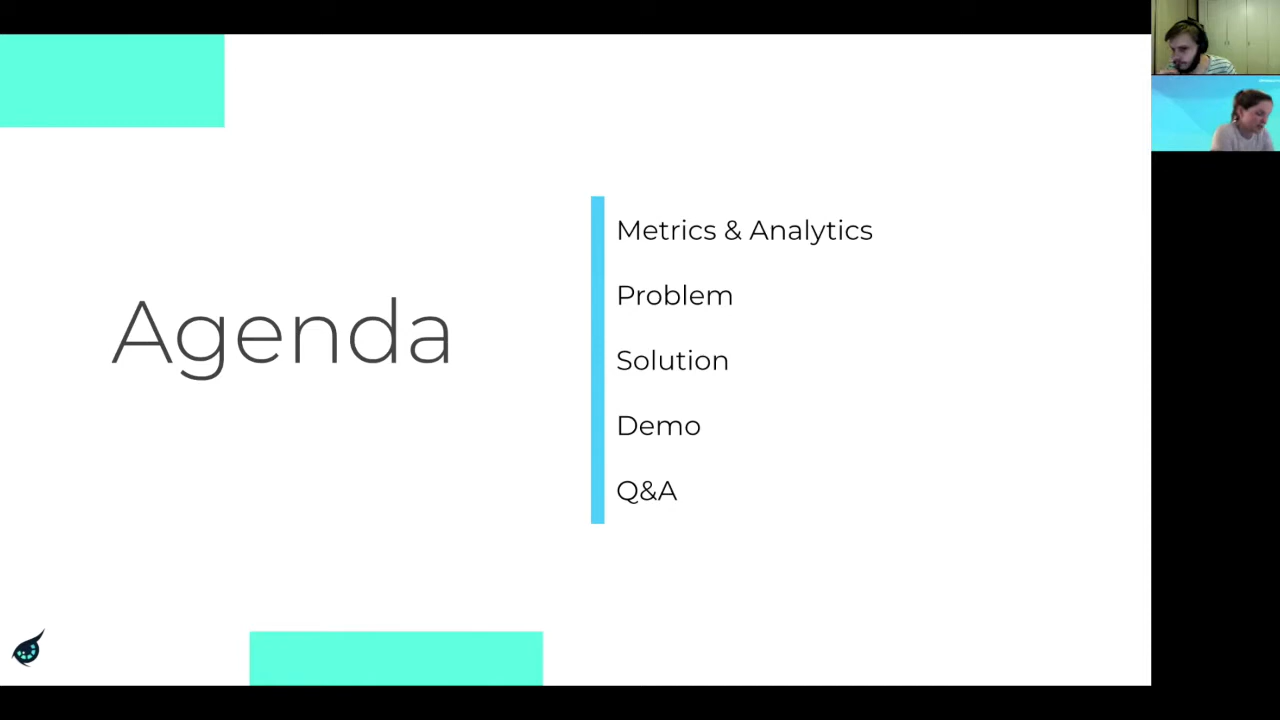 Agenda
Metrics & Analytics
Problem
Solution
Demo
Q&A